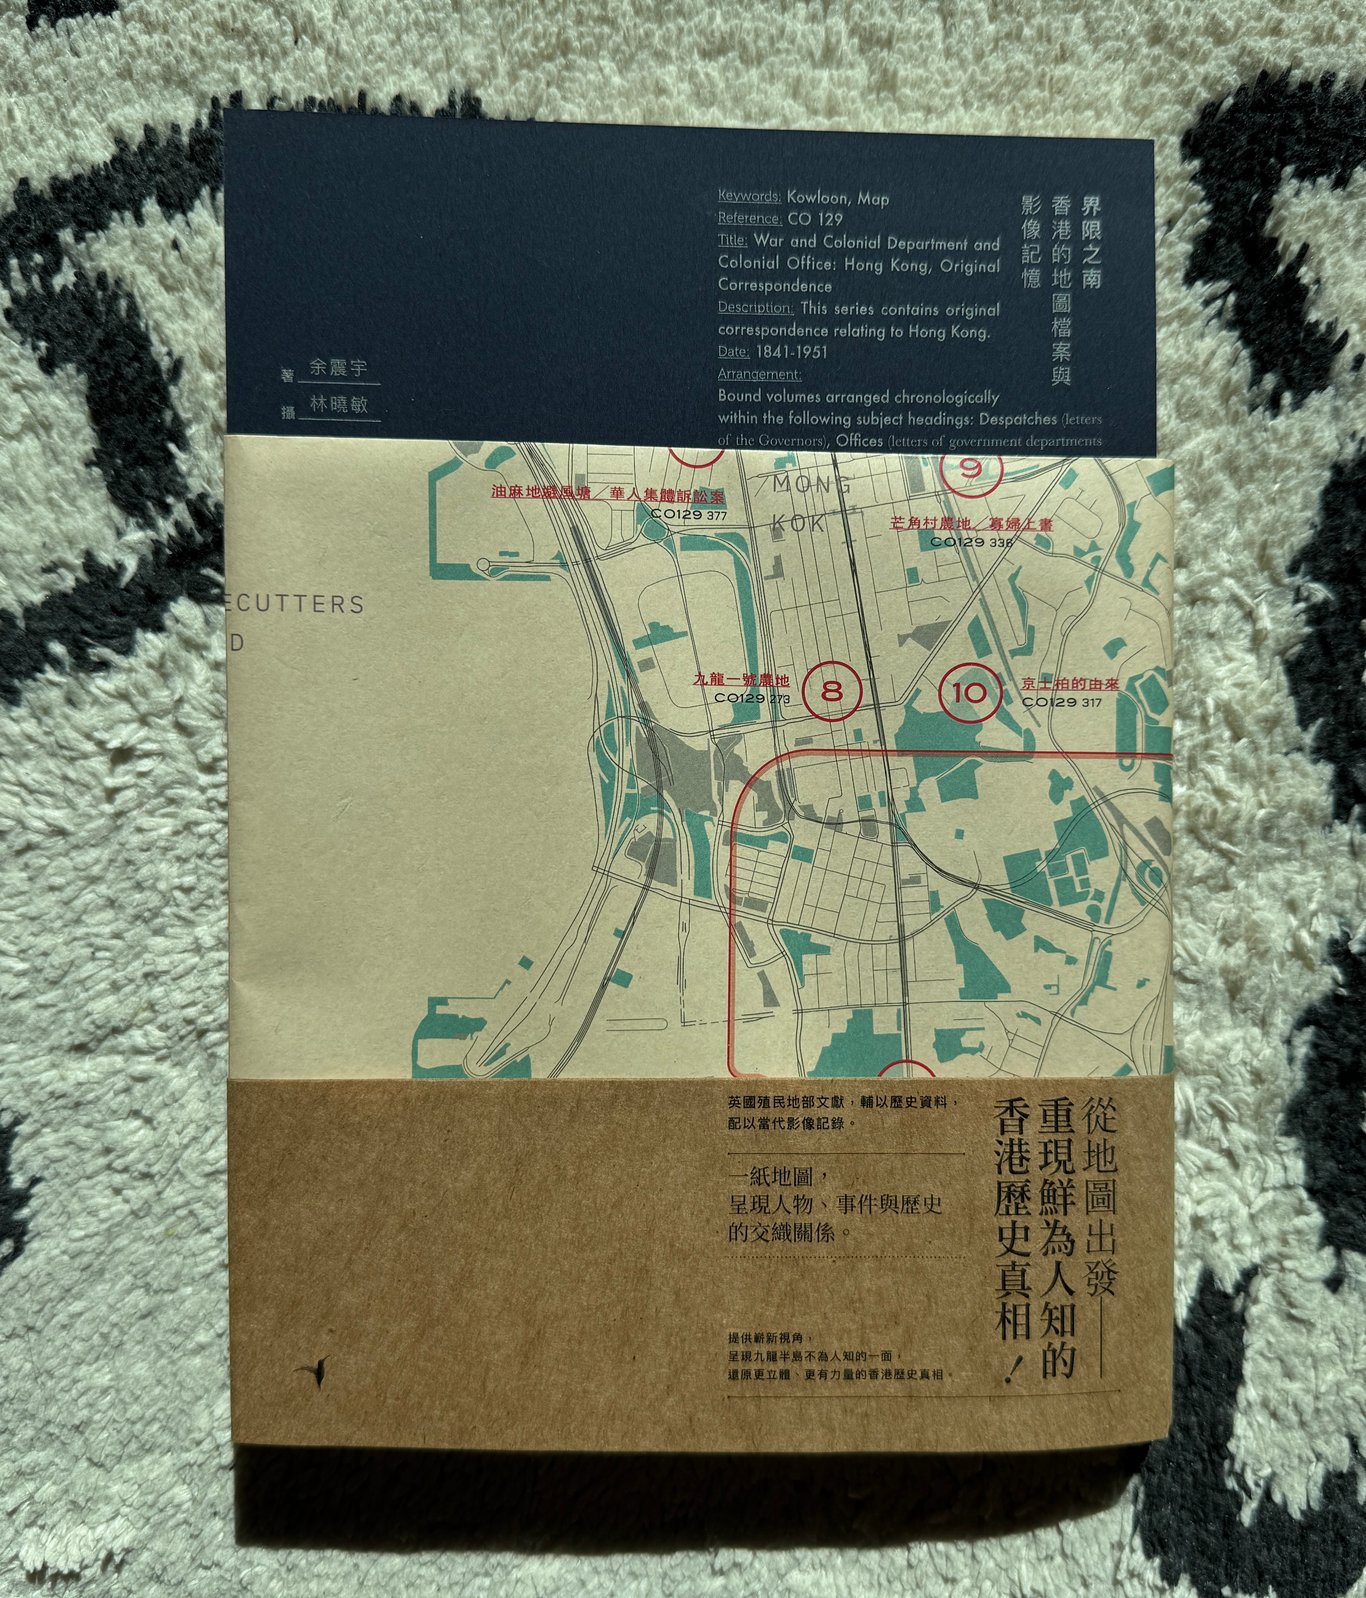 界限之南
香港的地圖檔案與
影像記憶
Keywords: Kowloon, Map
Reference: CO 129
Title: War and Colonial Department and
Colonial Office: Hong Kong, Original
Correspondence
Description: This series contains original
correspondence relating to Hong Kong.
Date: 1841-1951
Arrangement:
Bound volumes arranged chronologically
within the following subject headings: Despatches (letters
of the Governors), Offices (letters of government departments
余震宇
著
林曉敏
攝
MONG
KOK
9
油麻地避風塘／華人集體訴訟案
CO129 377
芒角村農地／寡婦上書
CO129 336
ECUTTERS
D
九龍一號農地
CO129 273
8
10
京士柏的由來
CO129 317
從地圖出發——
重現鮮為人知的
香港歷史真相！
英國殖民地部文獻，輔以歷史資料，
配以當代影像記錄。
一紙地圖，
呈現人物、事件與歷史
的交織關係。
提供嶄新視角，
呈現九龍半島不為人知的一面，
還原更立體、更有力量的香港歷史真相。